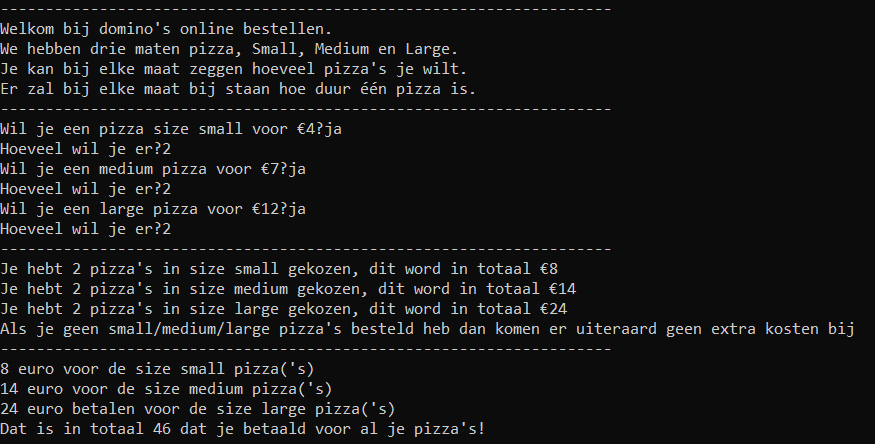 --------------------------------------------------------------------
Welkom bij domino's online bestellen.
We hebben drie maten pizza, Small, Medium en Large.
Je kan bij elke maat zeggen hoeveel pizza's je wilt.
Er zal bij elke maat bij staan hoe duur één pizza is.
--------------------------------------------------------------------
Wil je een pizza size small voor €4?ja
Hoeveel wil je er?2
Wil je een medium pizza voor €7?ja
Hoeveel wil je er?2
Wil je een large pizza voor €12?ja
Hoeveel wil je er?2
--------------------------------------------------------------------
Je hebt 2 pizza's in size small gekozen, dit word in totaal €8
Je hebt 2 pizza's in size medium gekozen, dit word in totaal €14
Je hebt 2 pizza's in size large gekozen, dit word in totaal €24
Als je geen small/medium/large pizza's besteld heb dan komen er uiteraard geen extra kosten bij
--------------------------------------------------------------------
8 euro voor de size small pizza('s)
14 euro voor de size medium pizza('s)
24 euro betalen voor de size large pizza('s)
Dat is in totaal 46 dat je betaald voor al je pizza's!